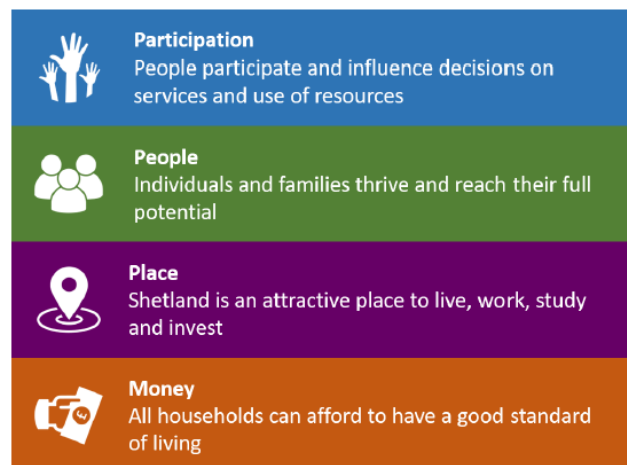 Participation
People participate and influence decisions on
services and use of resources
People
Individuals and families thrive and reach their full
potential
Place
Shetland is an attractive place to live, work, study
and invest
Money
All households can afford to have a good standard
of living